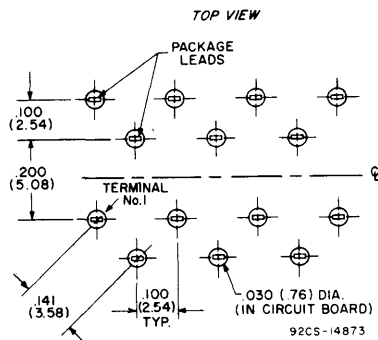 TOP VIEW
PACKAGE
LEADS
.100
(2.54)
.200
(5.08)
℄
TERMINAL
No.1
.141
(3.58)
.100
(2.54)
TYP.
.030 (.76) DIA.
(IN CIRCUIT BOARD)
92CS-14873